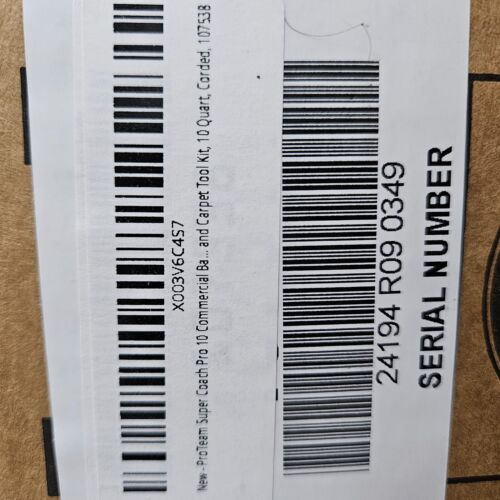 X003V6C4S7
New - ProTeam Super Coach Pro 10 Commercial Ba... and Carpet Tool Kit, 10 Quart, Corded, 107538
24194 R09 0349
SERIAL NUMBER